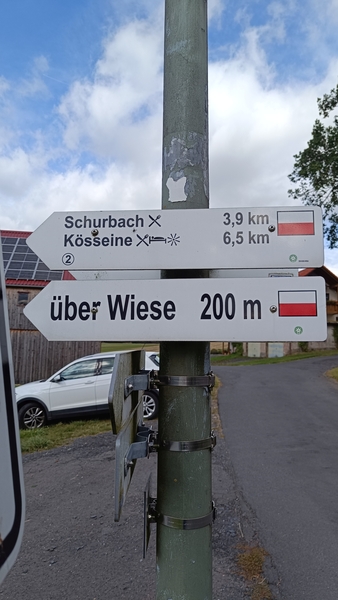 Schurbach 3,9 km
Kösseine 6,5 km
2
über Wiese 200 m